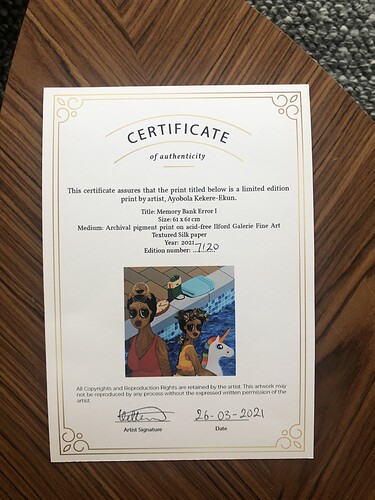 CERTIFICATE
of authenticity
This certificate assures that the print titled below is a limited edition
print by artist, Ayobola Kekere-Ekun.
Title: Memory Bank Error I
Size: 61 x 61 cm
Medium: Archival pigment print on acid-free Ilford Galerie Fine Art
Textured Silk paper
Year: 2021
Edition number: 7/20
All Copyrights and Reproduction Rights are retained by the artist. This artwork may
not be reproduced by any process without the expressed written permission of the
artist.
26-03-2021
Artist Signature Date